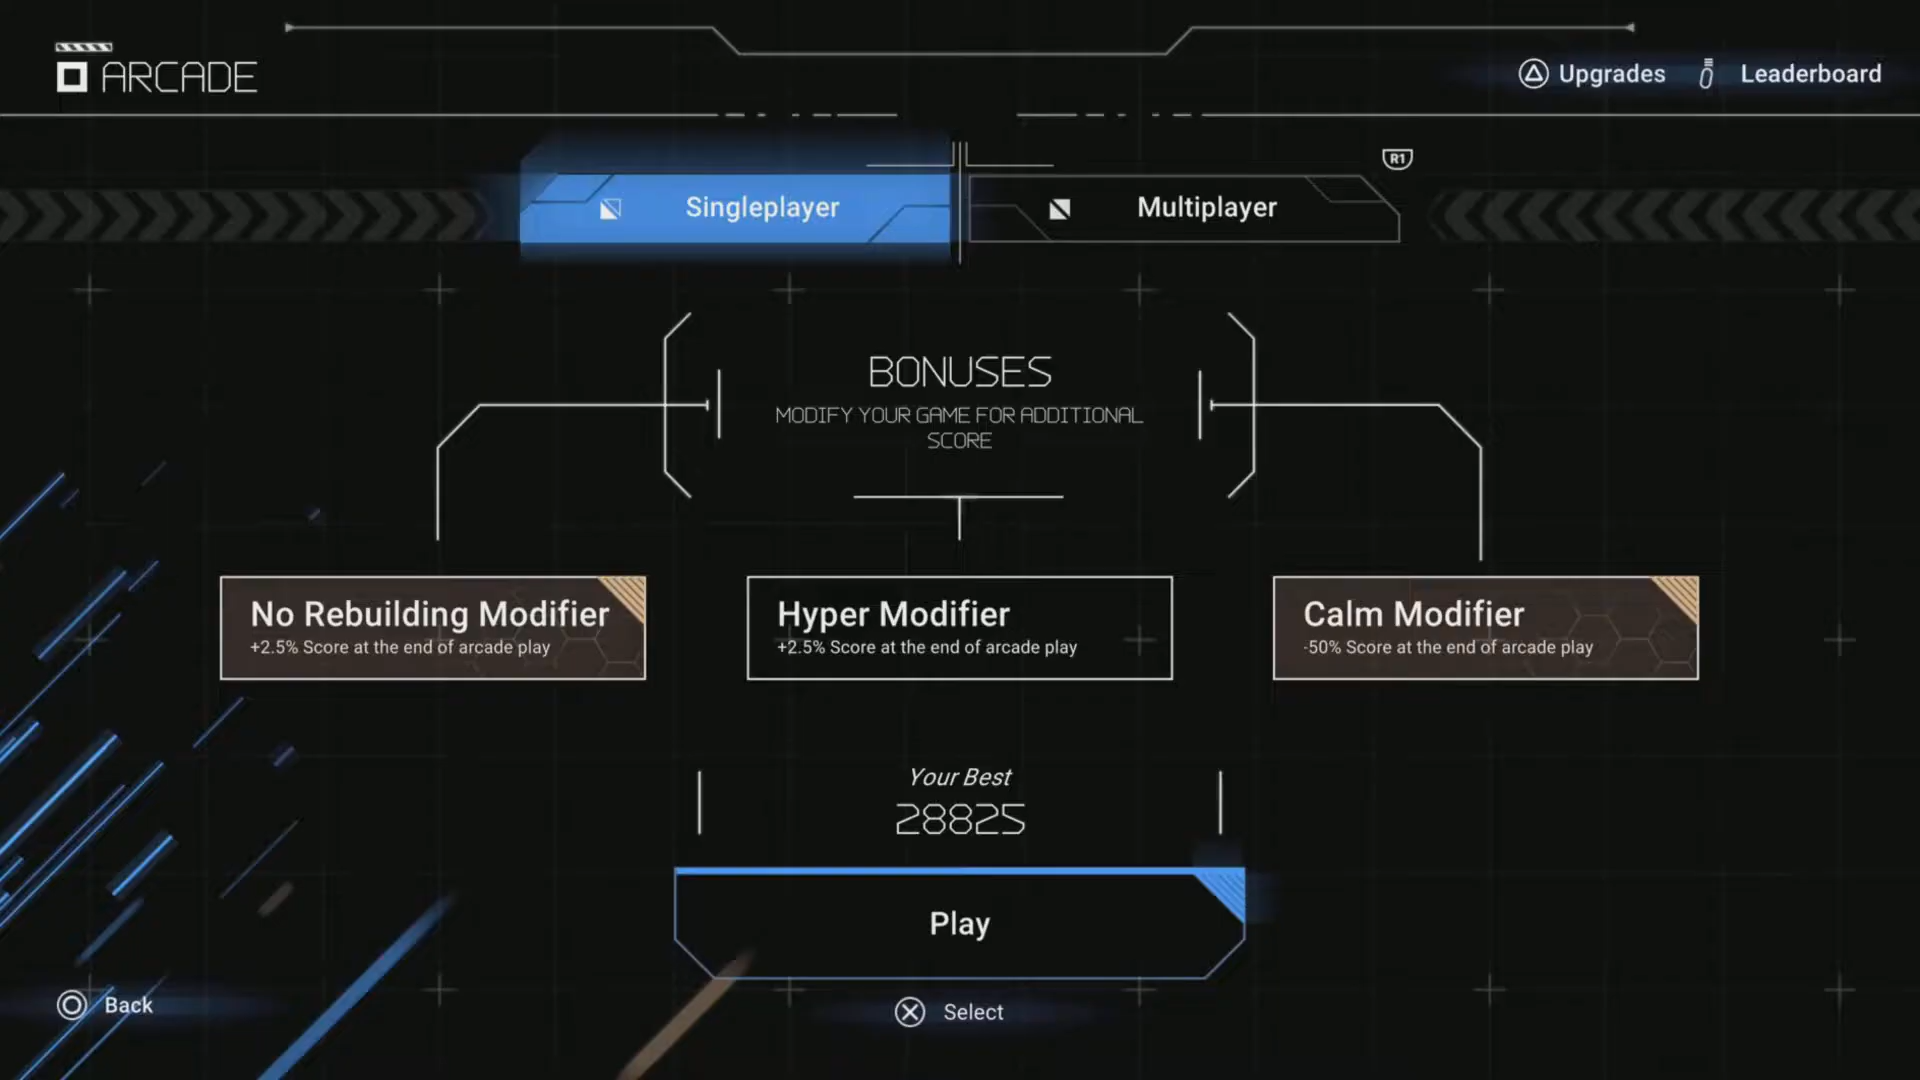 ARCADE
Upgrades
Leaderboard
R1
Singleplayer
Multiplayer
BONUSES
MODIFY YOUR GAME FOR ADDITIONAL
SCORE
No Rebuilding Modifier
+2.5% Score at the end of arcade play
Hyper Modifier
+2.5% Score at the end of arcade play
Calm Modifier
-50% Score at the end of arcade play
Your Best
28825
Play
Back
Select